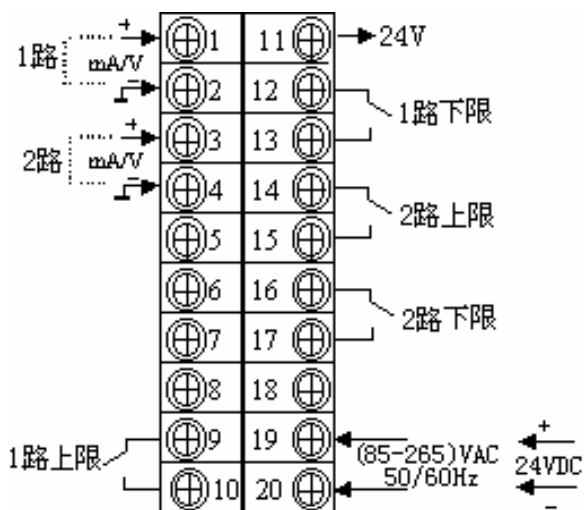 +
1路
mA/V
-
+
2路
mA/V
-
1 11 24V
2 12
1路下限
3 13
4 14
2路上限
5 15
6 16
2路下限
7 17
8 18
1路上限
9 19
(85-265)VAC
50/60Hz
+
24VDC
-
10 20